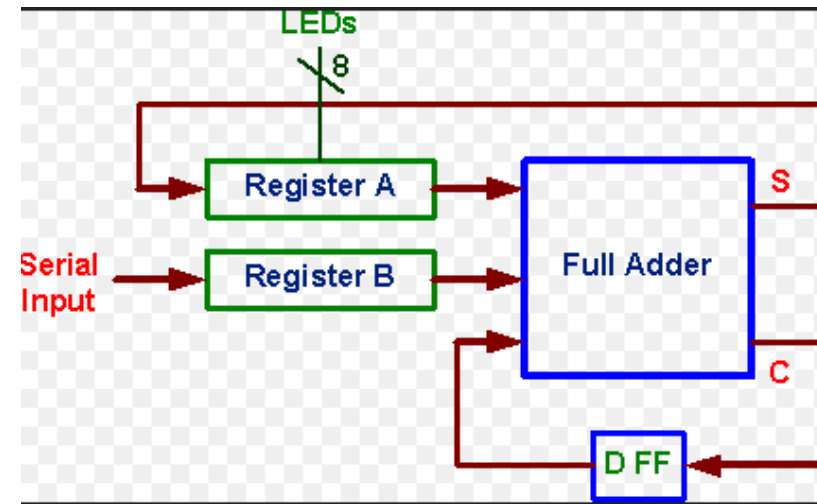 LEDs
8
Register A
S
Serial
Input
Register B
Full Adder
C
D FF